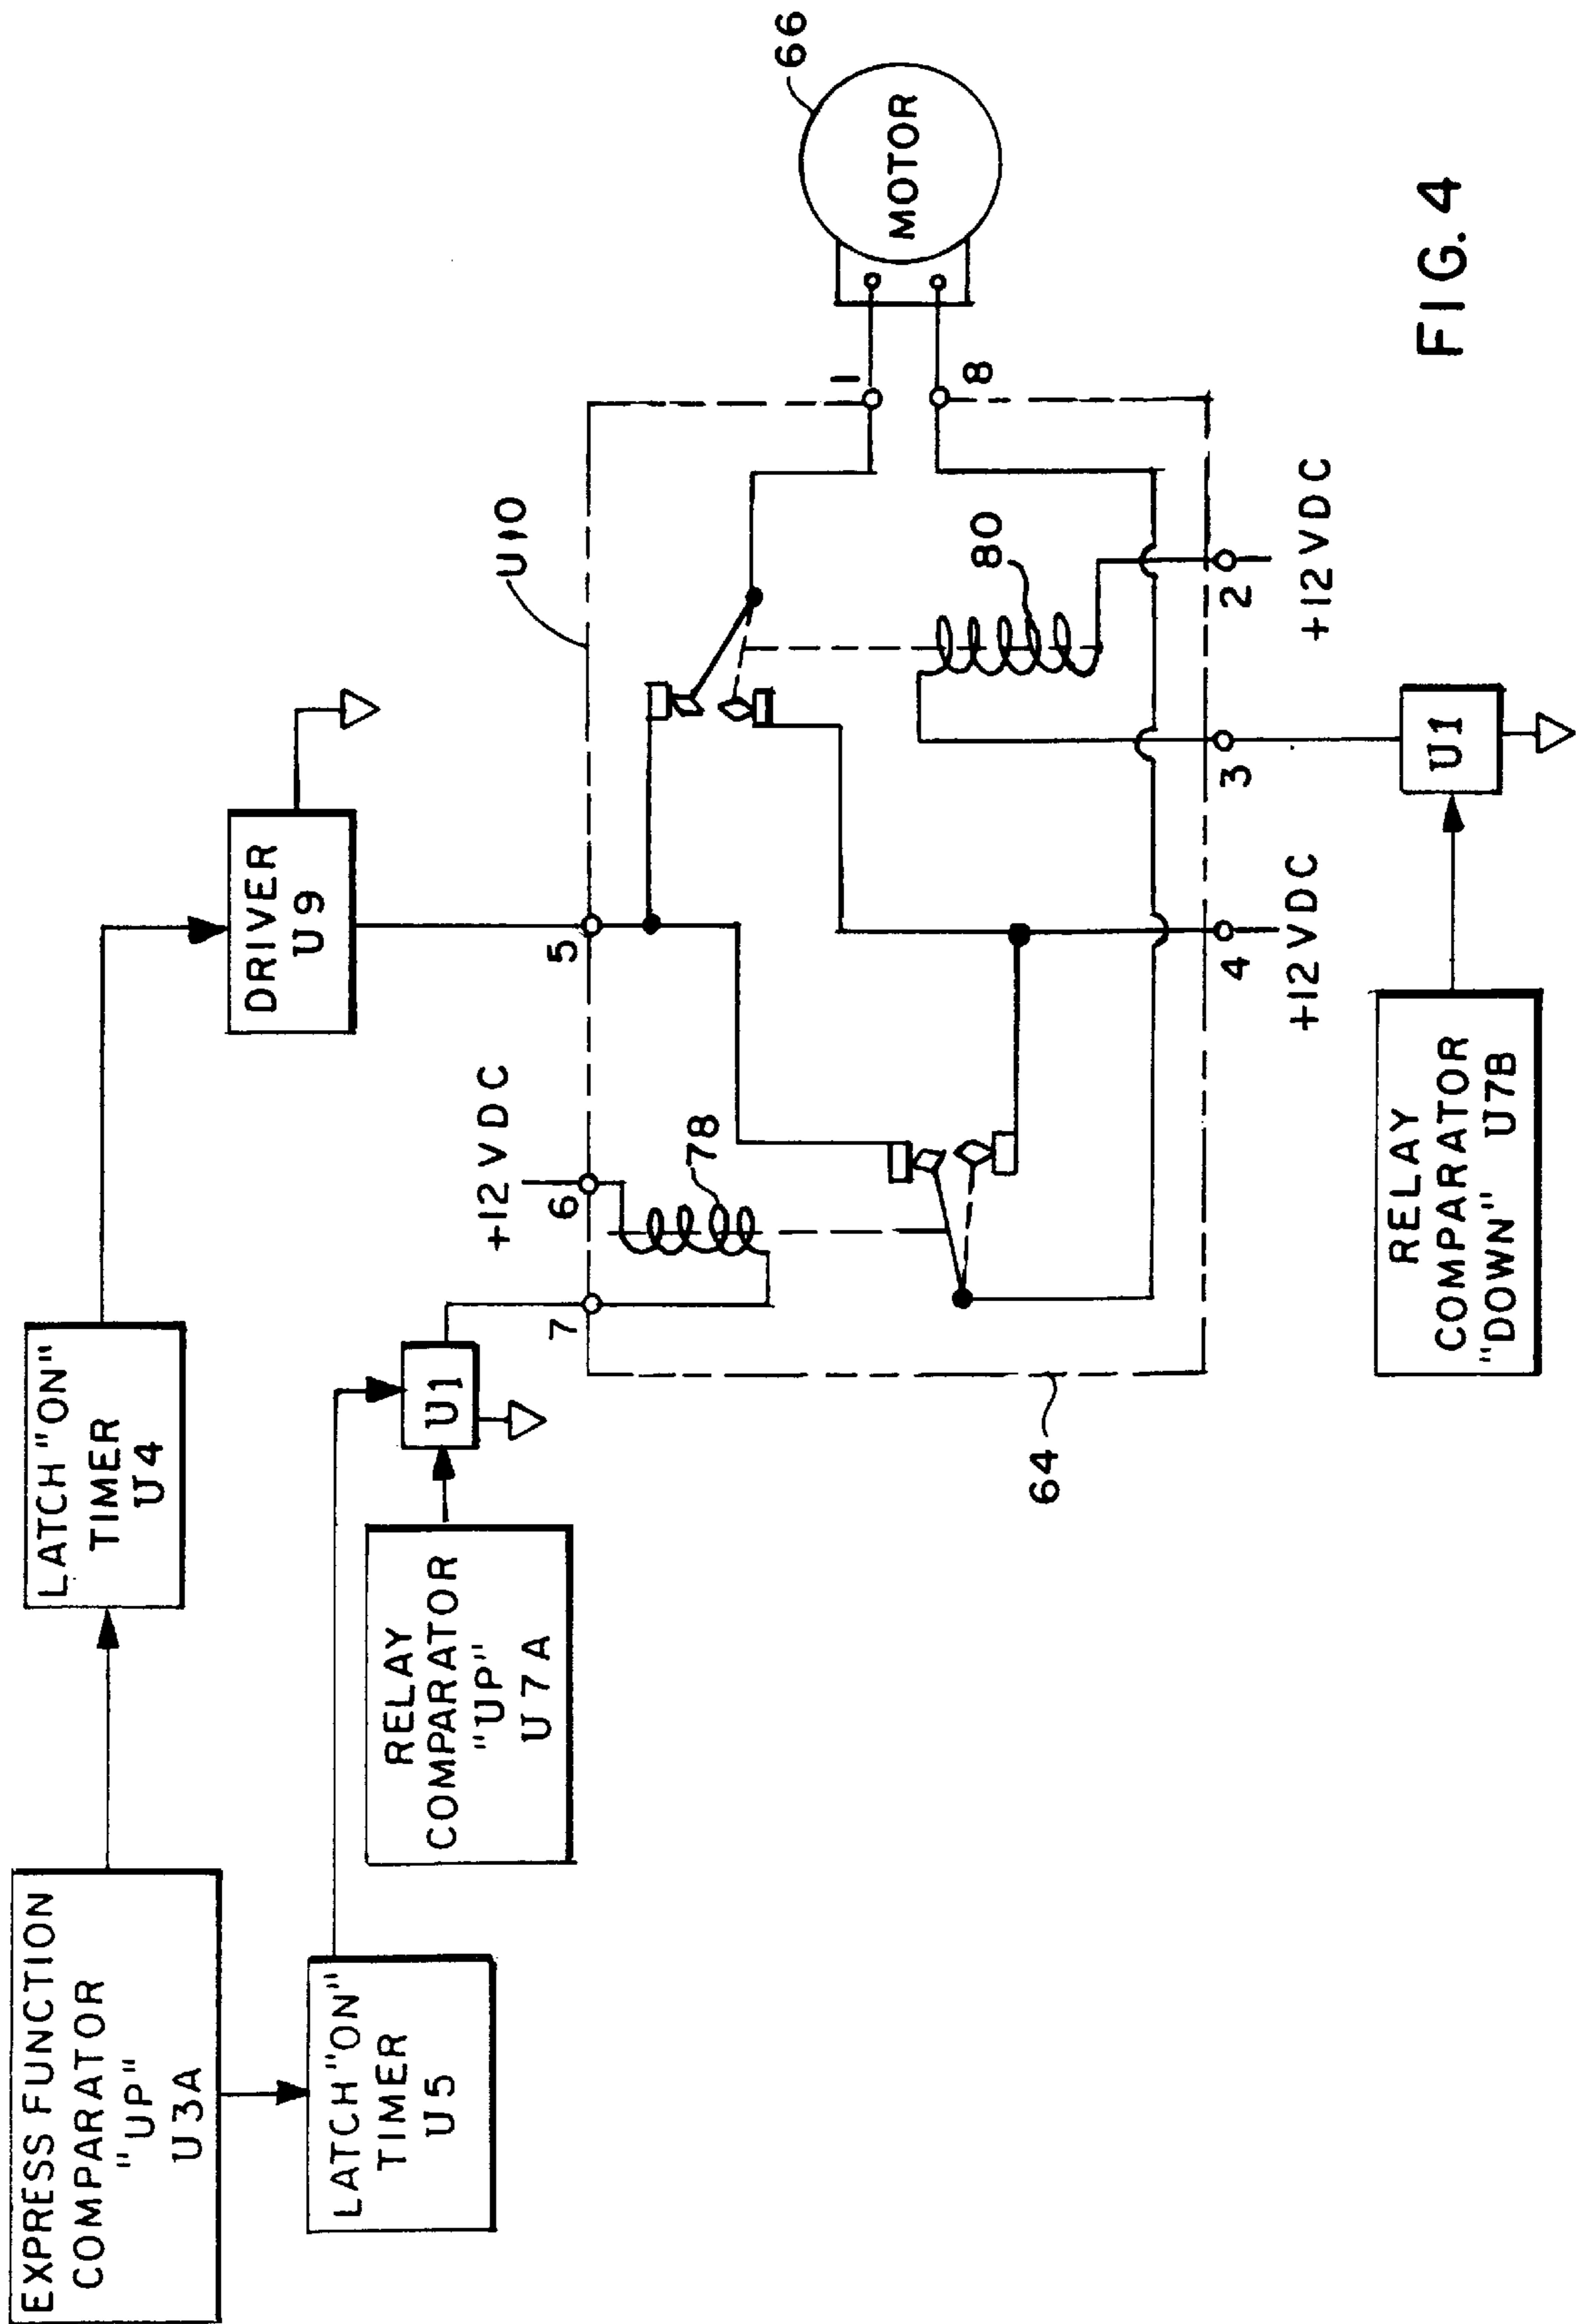 EXPRESS FUNCTION
COMPARATOR
"UP"
U3A
LATCH "ON"
TIMER
U4
LATCH "ON"
TIMER
U5
DRIVER
U9
RELAY
COMPARATOR
"UP"
U7A
U1
+12 VDC
7
6
5
78
U10
64
80
1
8
MOTOR
66
4
+12 VDC
3
2
+12 VDC
U1
RELAY
COMPARATOR
"DOWN" U7B
FIG. 4